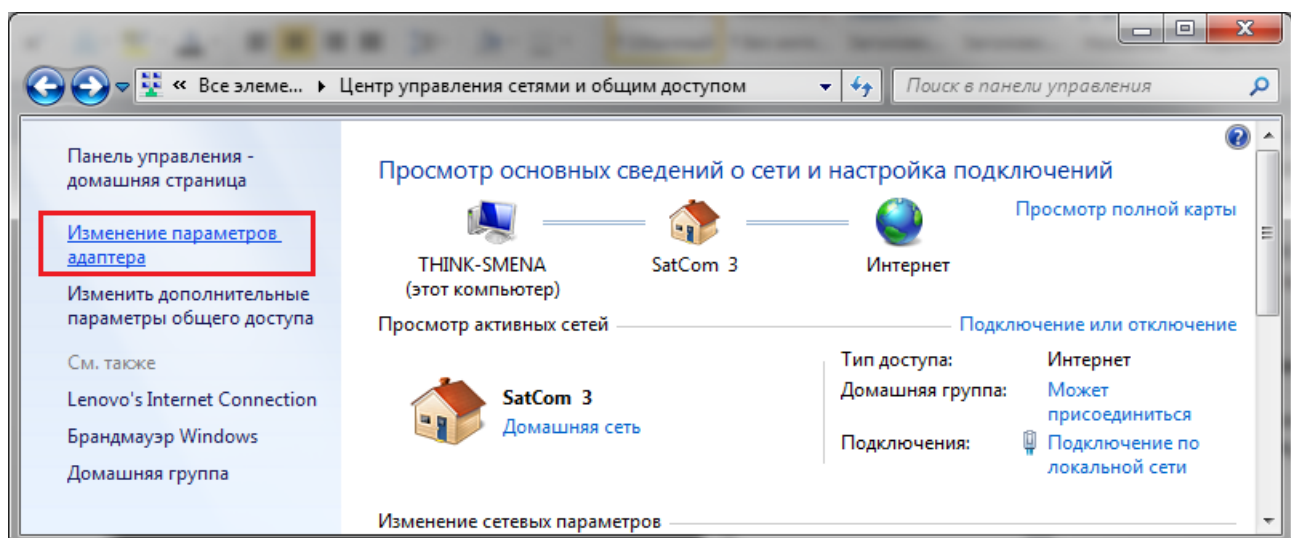 « Все элеме... Центр управления сетями и общим доступом Поиск в панели управления
Панель управления -
домашняя страница
Изменение параметров
адаптера
Изменить дополнительные
параметры общего доступа
См. также
Lenovo's Internet Connection
Брандмауэр Windows
Домашняя группа
Просмотр основных сведений о сети и настройка подключений
Просмотр полной карты
THINK-SMENA
(этот компьютер)
SatCom 3
Интернет
Просмотр активных сетей
Подключение или отключение
SatCom 3
Домашняя сеть
Тип доступа: Интернет
Домашняя группа: Может
присоединиться
Подключения: Подключение по
локальной сети
Изменение сетевых параметров